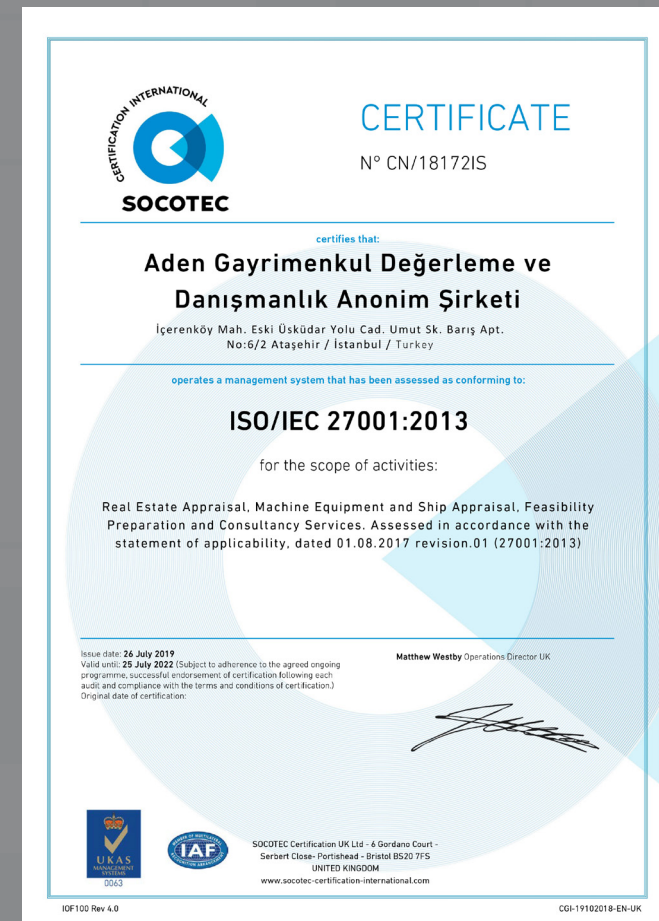 CERTIFICATION INTERNATIONAL
SOCOTEC
CERTIFICATE
N° CN/18172IS
certifies that:
Aden Gayrimenkul Değerleme ve
Danışmanlık Anonim Şirketi
İçerenköy Mah. Eski Üsküdar Yolu Cad. Umut Sk. Barış Apt.
No:6/2 Ataşehir / İstanbul / Turkey
operates a management system that has been assessed as conforming to:
ISO/IEC 27001:2013
for the scope of activities:
Real Estate Appraisal, Machine Equipment and Ship Appraisal, Feasibility
Preparation and Consultancy Services. Assessed in accordance with the
statement of applicability, dated 01.08.2017 revision.01 (27001:2013)
Issue date: 26 July 2019
Valid until: 25 July 2022 (Subject to adherence to the agreed ongoing
programme, successful endorsement of certification following each
audit and compliance with the terms and conditions of certification.)
Original date of certification:
Matthew Westby Operations Director UK
UKAS
MANAGEMENT
SYSTEMS
0063
MEMBER OF MULTILATERAL
IAF
RECOGNITION ARRANGEMENT
SOCOTEC Certification UK Ltd - 6 Gordano Court -
Serbert Close- Portishead - Bristol BS20 7FS
UNITED KINGDOM
www.socotec-certification-international.com
IOF100 Rev 4.0
CGI-19102018-EN-UK